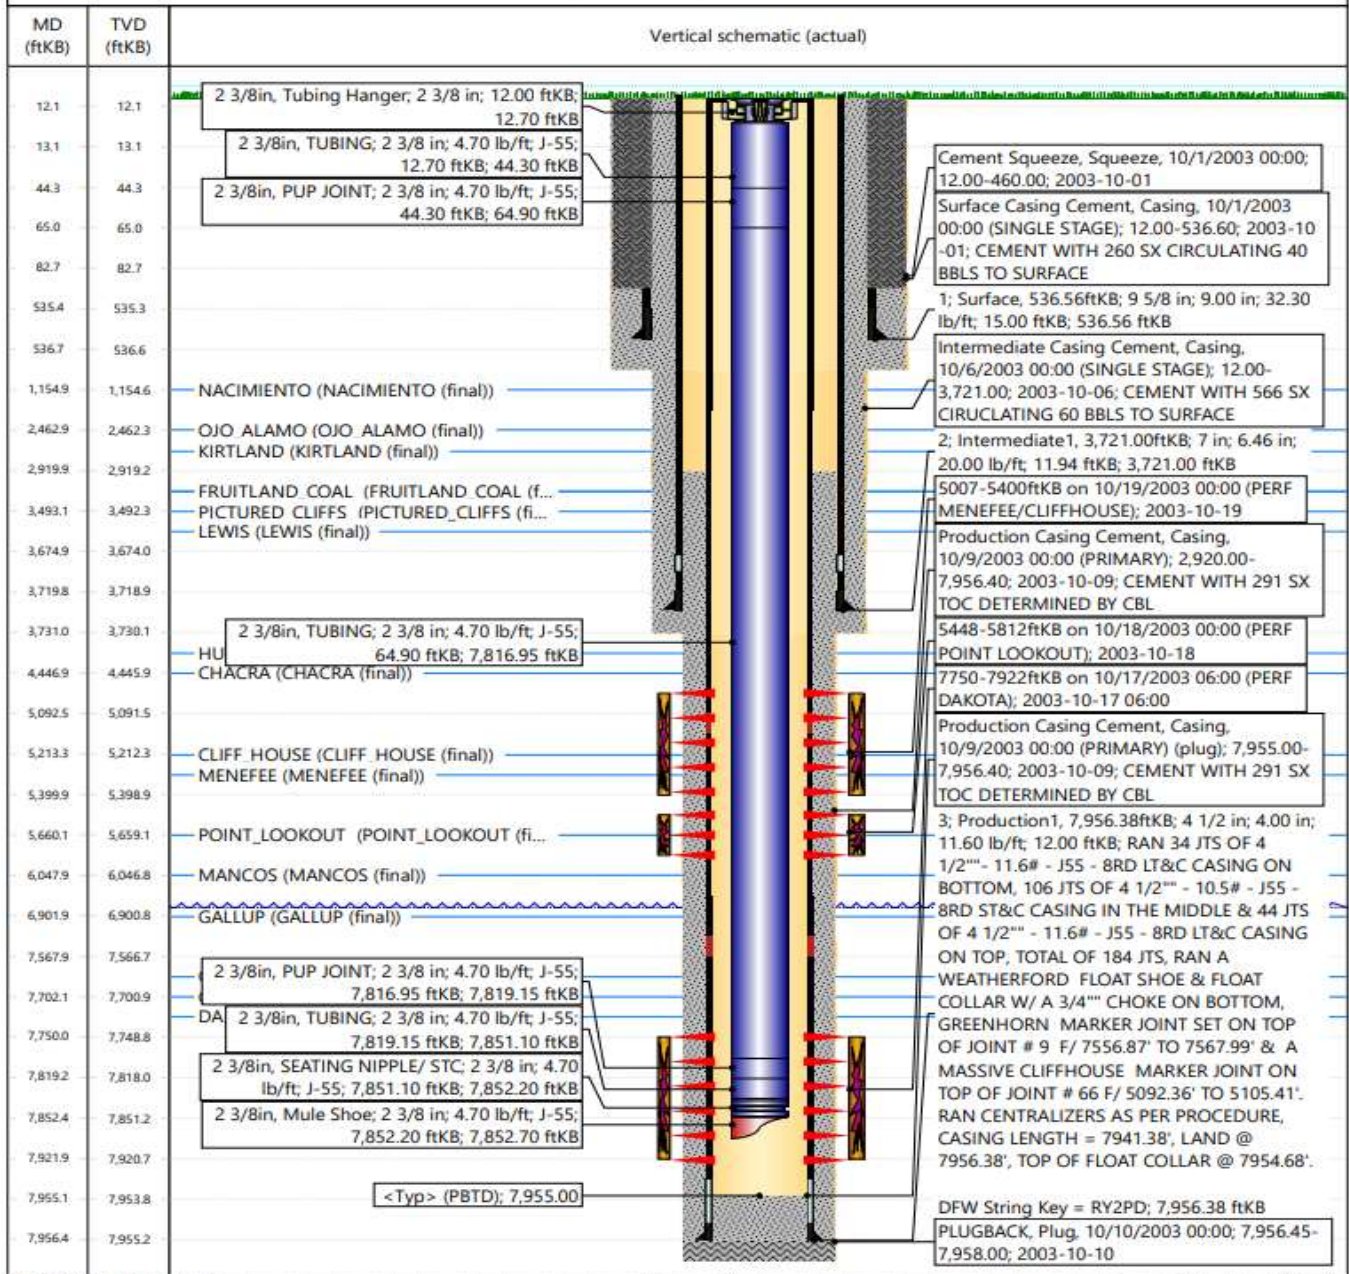 MD
(ftKB)
TVD
(ftKB)
Vertical schematic (actual)
12.1 12.1
13.1 13.1
44.3 44.3
65.0 65.0
82.7 82.7
535.4 535.3
536.7 536.6
1,154.9 1,154.6
2,462.9 2,462.3
2,919.9 2,919.2
3,493.1 3,492.3
3,674.9 3,674.0
3,719.8 3,718.9
3,731.0 3,730.1
4,446.9 4,445.9
5,092.5 5,091.5
5,213.3 5,212.3
5,399.9 5,398.9
5,660.1 5,659.1
6,047.9 6,046.8
6,901.9 6,900.8
7,567.9 7,566.7
7,702.1 7,700.9
7,750.0 7,748.8
7,819.2 7,818.0
7,852.4 7,851.2
7,921.9 7,920.7
7,955.1 7,953.8
7,956.4 7,955.2
2 3/8in, Tubing Hanger; 2 3/8 in; 12.00 ftKB;
12.70 ftKB
2 3/8in, TUBING; 2 3/8 in; 4.70 lb/ft; J-55;
12.70 ftKB; 44.30 ftKB
2 3/8in, PUP JOINT; 2 3/8 in; 4.70 lb/ft; J-55;
44.30 ftKB; 64.90 ftKB
NACIMIENTO (NACIMIENTO (final))
OJO_ALAMO (OJO_ALAMO (final))
KIRTLAND (KIRTLAND (final))
FRUITLAND_COAL (FRUITLAND_COAL (f...
PICTURED_CLIFFS (PICTURED_CLIFFS (fi...
LEWIS (LEWIS (final))
2 3/8in, TUBING; 2 3/8 in; 4.70 lb/ft; J-55;
64.90 ftKB; 7,816.95 ftKB
HU
CHACRA (CHACRA (final))
CLIFF_HOUSE (CLIFF_HOUSE (final))
MENEFEE (MENEFEE (final))
POINT_LOOKOUT (POINT_LOOKOUT (fi...
MANCOS (MANCOS (final))
GALLUP (GALLUP (final))
2 3/8in, PUP JOINT; 2 3/8 in; 4.70 lb/ft; J-55;
7,816.95 ftKB; 7,819.15 ftKB
DA
2 3/8in, TUBING; 2 3/8 in; 4.70 lb/ft; J-55;
7,819.15 ftKB; 7,851.10 ftKB
2 3/8in, SEATING NIPPLE/ STC; 2 3/8 in; 4.70
lb/ft; J-55; 7,851.10 ftKB; 7,852.20 ftKB
2 3/8in, Mule Shoe; 2 3/8 in; 4.70 lb/ft; J-55;
7,852.20 ftKB; 7,852.70 ftKB
<Typ> (PBTD); 7,955.00
Cement Squeeze, Squeeze, 10/1/2003 00:00;
12.00-460.00; 2003-10-01
Surface Casing Cement, Casing, 10/1/2003
00:00 (SINGLE STAGE); 12.00-536.60; 2003-10
-01; CEMENT WITH 260 SX CIRCULATING 40
BBLS TO SURFACE
1; Surface, 536.56ftKB; 9 5/8 in; 9.00 in; 32.30
lb/ft; 15.00 ftKB; 536.56 ftKB
Intermediate Casing Cement, Casing,
10/6/2003 00:00 (SINGLE STAGE); 12.00-
3,721.00; 2003-10-06; CEMENT WITH 566 SX
CIRUCLATING 60 BBLS TO SURFACE
2; Intermediate1, 3,721.00ftKB; 7 in; 6.46 in;
20.00 lb/ft; 11.94 ftKB; 3,721.00 ftKB
5007-5400ftKB on 10/19/2003 00:00 (PERF
MENEFEE/CLIFFHOUSE); 2003-10-19
Production Casing Cement, Casing,
10/9/2003 00:00 (PRIMARY); 2,920.00-
7,956.40; 2003-10-09; CEMENT WITH 291 SX
TOC DETERMINED BY CBL
5448-5812ftKB on 10/18/2003 00:00 (PERF
POINT LOOKOUT); 2003-10-18
7750-7922ftKB on 10/17/2003 06:00 (PERF
DAKOTA); 2003-10-17 06:00
Production Casing Cement, Casing,
10/9/2003 00:00 (PRIMARY) (plug); 7,955.00-
7,956.40; 2003-10-09; CEMENT WITH 291 SX
TOC DETERMINED BY CBL
3; Production1, 7,956.38ftKB; 4 1/2 in; 4.00 in;
11.60 lb/ft; 12.00 ftKB; RAN 34 JTS OF 4
1/2""- 11.6# - J55 - 8RD LT&C CASING ON
BOTTOM, 106 JTS OF 4 1/2"" - 10.5# - J55 -
8RD ST&C CASING IN THE MIDDLE & 44 JTS
OF 4 1/2"" - 11.6# - J55 - 8RD LT&C CASING
ON TOP, TOTAL OF 184 JTS, RAN A
WEATHERFORD FLOAT SHOE & FLOAT
COLLAR W/ A 3/4"" CHOKE ON BOTTOM,
GREENHORN MARKER JOINT SET ON TOP
OF JOINT # 9 F/ 7556.87' TO 7567.99' & A
MASSIVE CLIFFHOUSE MARKER JOINT ON
TOP OF JOINT # 66 F/ 5092.36' TO 5105.41'.
RAN CENTRALIZERS AS PER PROCEDURE,
CASING LENGTH = 7941.38', LAND @
7956.38', TOP OF FLOAT COLLAR @ 7954.68'.
DFW String Key = RY2PD; 7,956.38 ftKB
PLUGBACK, Plug, 10/10/2003 00:00; 7,956.45-
7,958.00; 2003-10-10